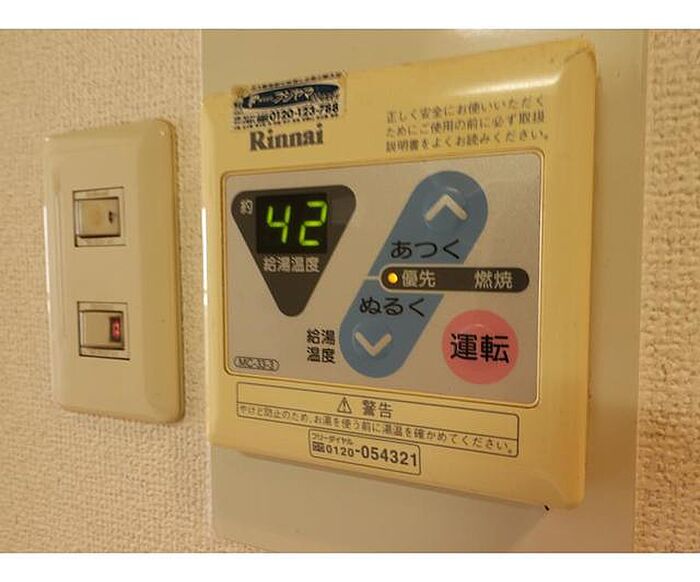 フジヤマ
0120-123-788
Rinnai
正しく安全にお使いいただく
ためにご使用の前に必ず取扱
説明書をよくお読みください。
約
42
給湯温度
あつく
優先 燃焼
ぬるく
給湯
温度
運転
MC-33-3
⚠ 警告
やけど防止のため、お湯を使う前に湯温を確かめてください。
フリーダイヤル
0120-054321